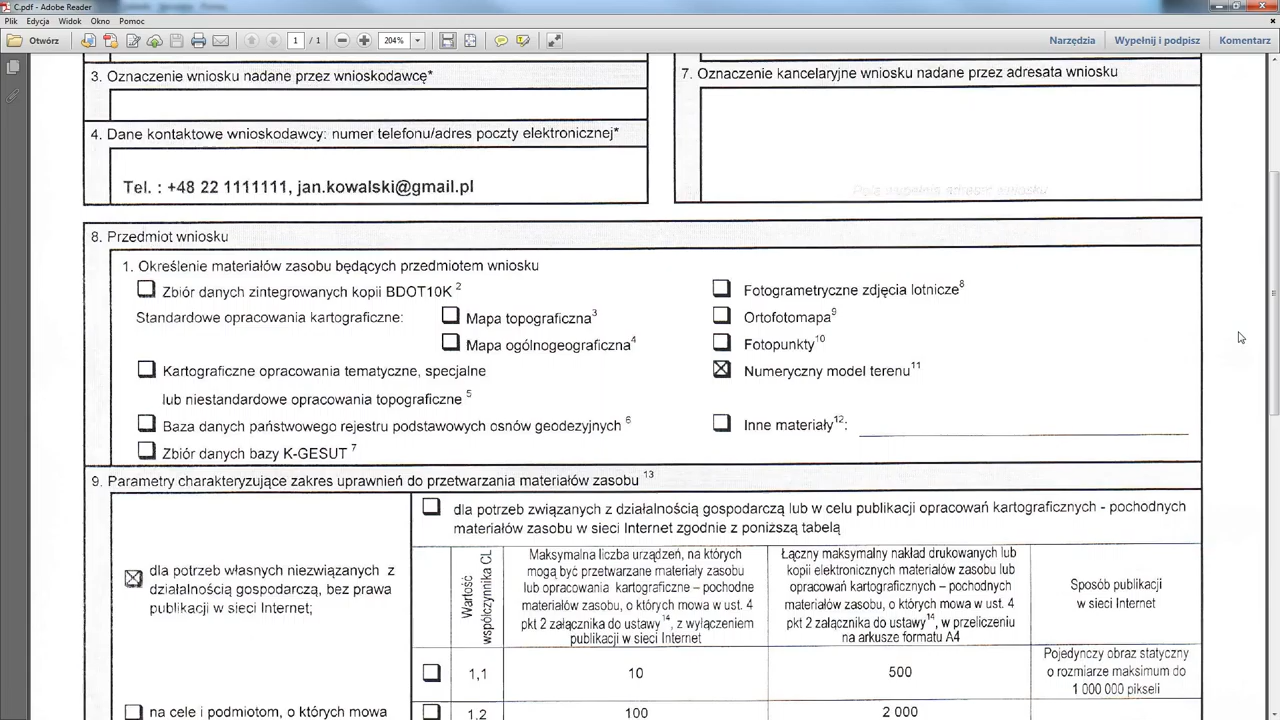 C.pdf - Adobe Reader
Plik Edycja Widok Okno Pomoc
Otwórz 1 / 1 204% Narzędzia Wypełnij i podpisz Komentarz
3. Oznaczenie wniosku nadane przez wnioskodawcę*
4. Dane kontaktowe wnioskodawcy: numer telefonu/adres poczty elektronicznej*
Tel. : +48 22 1111111, jan.kowalski@gmail.pl
7. Oznaczenie kancelaryjne wniosku nadane przez adresata wniosku
8. Przedmiot wniosku
1. Określenie materiałów zasobu będących przedmiotem wniosku
Zbiór danych zintegrowanych kopii BDOT10K 2
Standardowe opracowania kartograficzne: Mapa topograficzna3
Mapa ogólnogeograficzna4
Kartograficzne opracowania tematyczne, specjalne
lub niestandardowe opracowania topograficzne 5
Baza danych państwowego rejestru podstawowych osnów geodezyjnych 6
Zbiór danych bazy K-GESUT 7
Fotogrametryczne zdjęcia lotnicze8
Ortofotomapa9
Fotopunkty10
Numeryczny model terenu11
Inne materiały12:
9. Parametry charakteryzujące zakres uprawnień do przetwarzania materiałów zasobu 13
dla potrzeb własnych niezwiązanych z
działalnością gospodarczą, bez prawa
publikacji w sieci Internet;
na cele i podmiotom, o których mowa
dla potrzeb związanych z działalnością gospodarczą lub w celu publikacji opracowań kartograficznych - pochodnych
materiałów zasobu w sieci Internet zgodnie z poniższą tabelą
Wartość
współczynnika CL
Maksymalna liczba urządzeń, na których
mogą być przetwarzane materiały zasobu
lub opracowania kartograficzne – pochodne
materiałów zasobu, o których mowa w ust. 4
pkt 2 załącznika do ustawy14, z wyłączeniem
publikacji w sieci Internet
Łączny maksymalny nakład drukowanych lub
kopii elektronicznych materiałów zasobu lub
opracowań kartograficznych – pochodnych
materiałów zasobu, o których mowa w ust. 4
pkt 2 załącznika do ustawy14, w przeliczeniu
na arkusze formatu A4
Sposób publikacji
w sieci Internet
1,1 10 500
Pojedynczy obraz statyczny
o rozmiarze maksimum do
1 000 000 pikseli
1,2 100 2 000